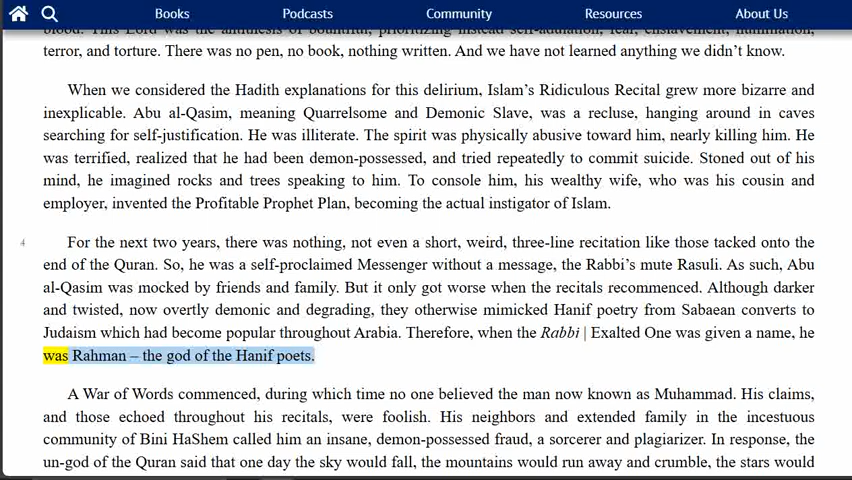 Books Podcasts Community Resources About Us
blood. This Lord was the antithesis of bountiful, prioritizing instead self-adulation, fear, enslavement, humiliation,
terror, and torture. There was no pen, no book, nothing written. And we have not learned anything we didn’t know.
When we considered the Hadith explanations for this delirium, Islam’s Ridiculous Recital grew more bizarre and
inexplicable. Abu al-Qasim, meaning Quarrelsome and Demonic Slave, was a recluse, hanging around in caves
searching for self-justification. He was illiterate. The spirit was physically abusive toward him, nearly killing him. He
was terrified, realized that he had been demon-possessed, and tried repeatedly to commit suicide. Stoned out of his
mind, he imagined rocks and trees speaking to him. To console him, his wealthy wife, who was his cousin and
employer, invented the Profitable Prophet Plan, becoming the actual instigator of Islam.
4 For the next two years, there was nothing, not even a short, weird, three-line recitation like those tacked onto the
end of the Quran. So, he was a self-proclaimed Messenger without a message, the Rabbi’s mute Rasuli. As such, Abu
al-Qasim was mocked by friends and family. But it only got worse when the recitals recommenced. Although darker
and twisted, now overtly demonic and degrading, they otherwise mimicked Hanif poetry from Sabaean converts to
Judaism which had become popular throughout Arabia. Therefore, when the Rabbi | Exalted One was given a name, he
was Rahman – the god of the Hanif poets.
A War of Words commenced, during which time no one believed the man now known as Muhammad. His claims,
and those echoed throughout his recitals, were foolish. His neighbors and extended family in the incestuous
community of Bini HaShem called him an insane, demon-possessed fraud, a sorcerer and plagiarizer. In response, the
un-god of the Quran said that one day the sky would fall, the mountains would run away and crumble, the stars would